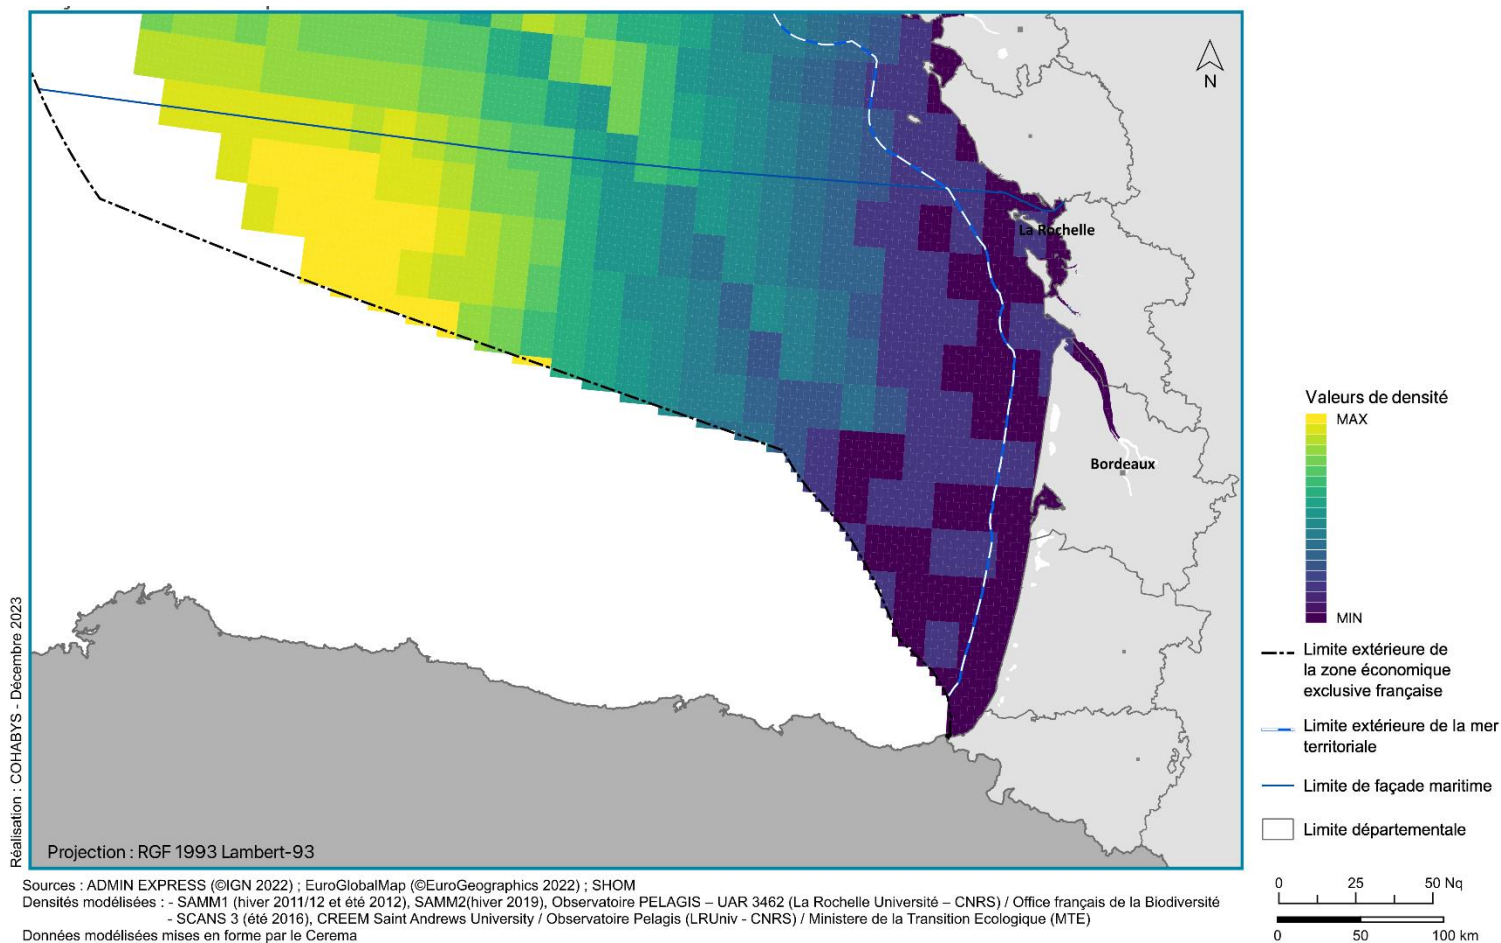 N
La Rochelle
Bordeaux
Valeurs de densité
MAX
MIN
Limite extérieure de
la zone économique
exclusive française
Limite extérieure de la mer
territoriale
Limite de façade maritime
Limite départementale
0 25 50 Nq
0 50 100 km
Réalisation : COHABYS - Décembre 2023
Projection : RGF 1993 Lambert-93
Sources : ADMIN EXPRESS (©IGN 2022) ; EuroGlobalMap (©EuroGeographics 2022) ; SHOM
Densités modélisées : - SAMM1 (hiver 2011/12 et été 2012), SAMM2(hiver 2019), Observatoire PELAGIS – UAR 3462 (La Rochelle Université – CNRS) / Office français de la Biodiversité
- SCANS 3 (été 2016), CREEM Saint Andrews University / Observatoire Pelagis (LRUniv - CNRS) / Ministere de la Transition Ecologique (MTE)
Données modélisées mises en forme par le Cerema